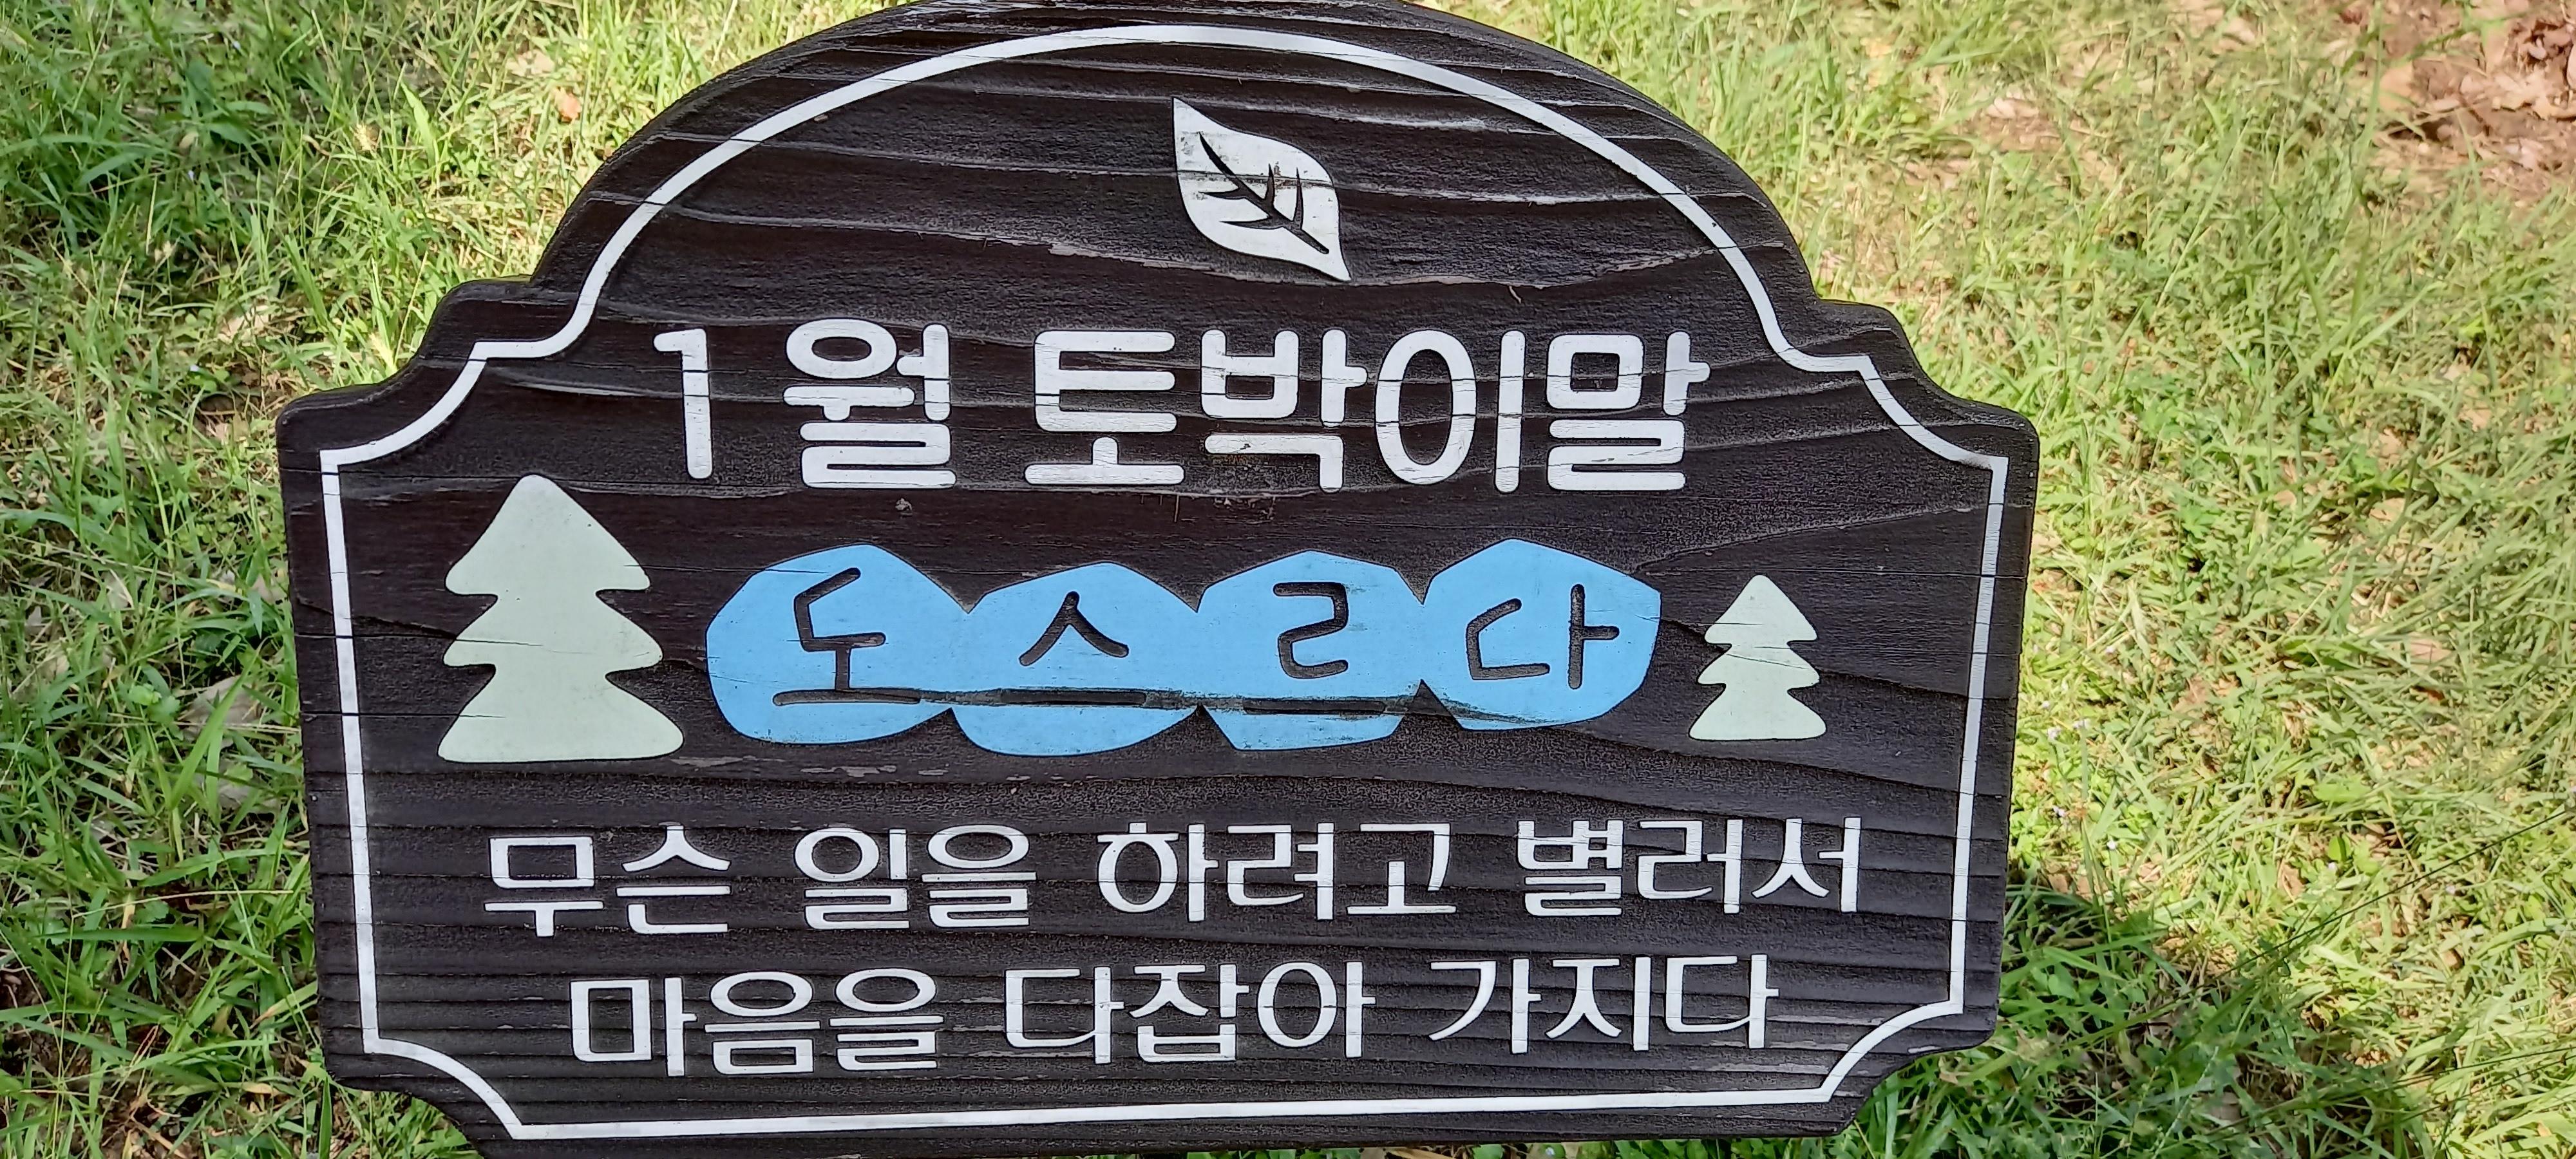 1월 토박이말
도스르다
무슨 일을 하려고 별러서
마음을 다잡아 가지다